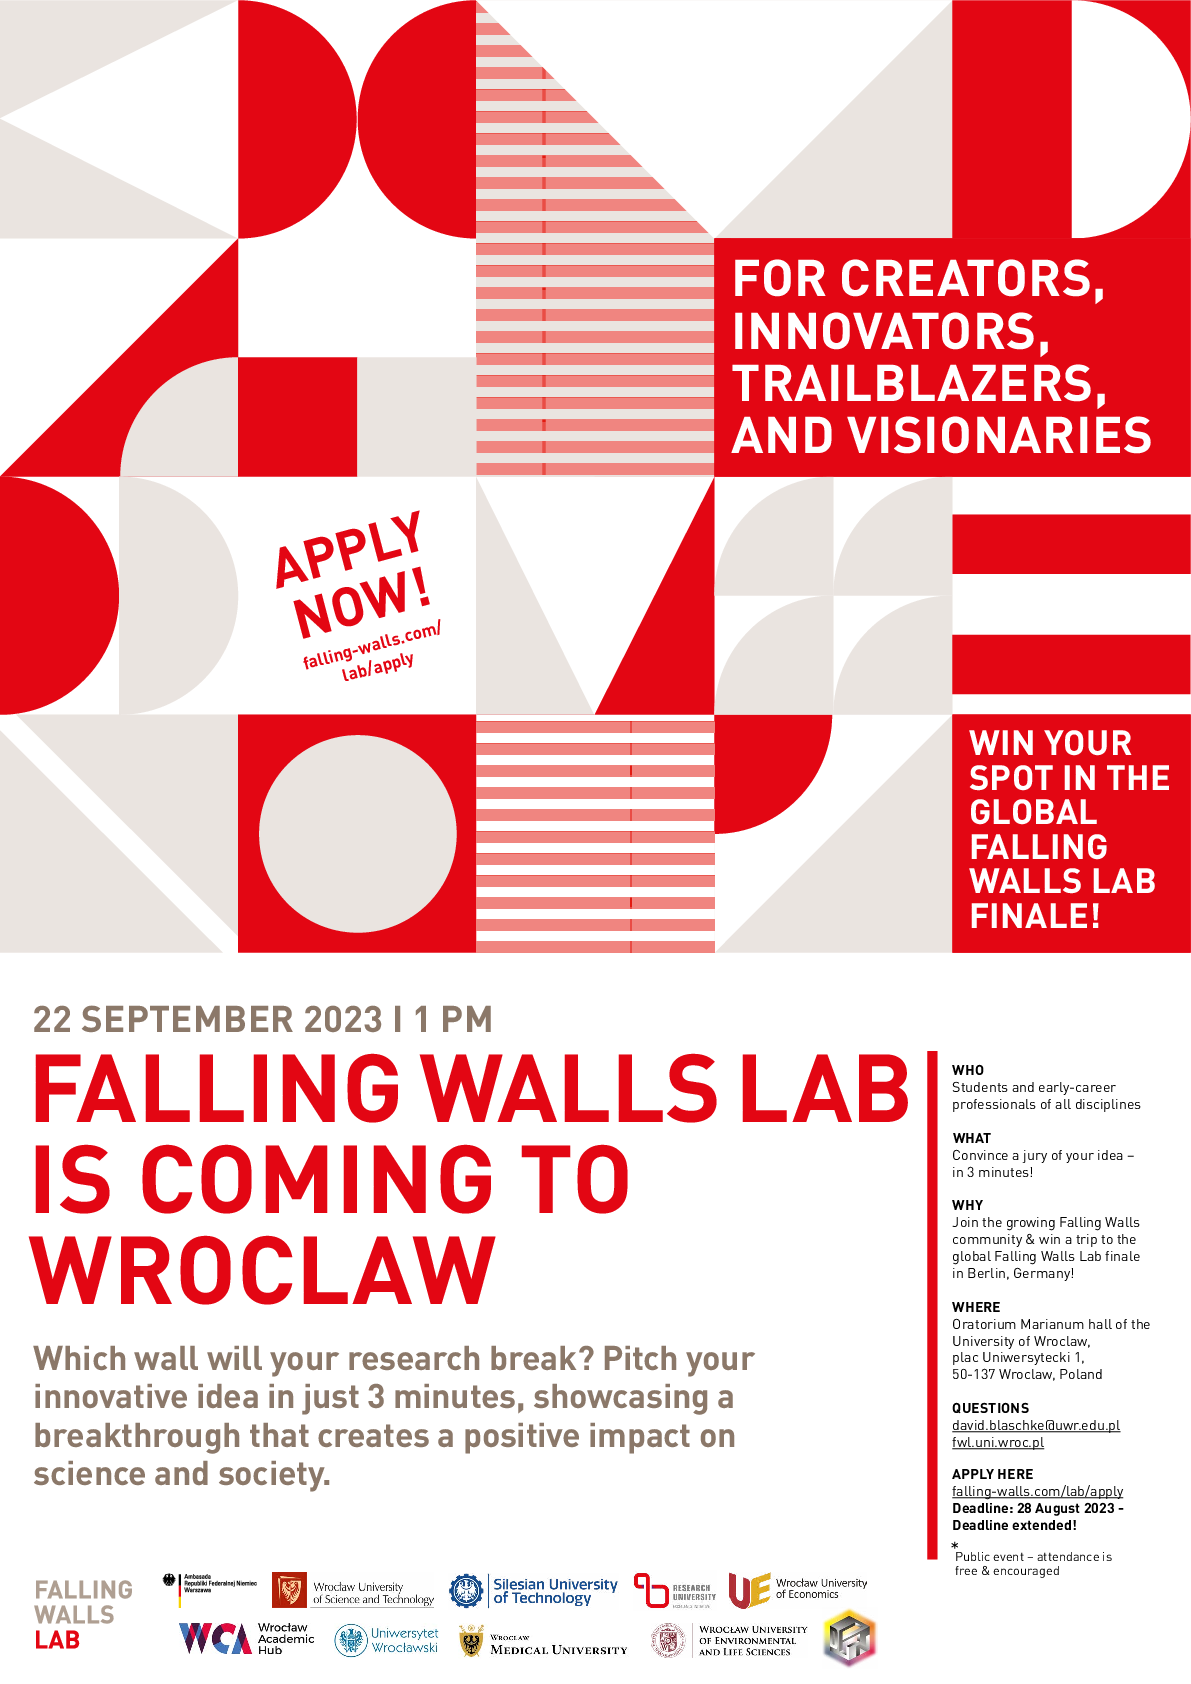 FOR CREATORS,
INNOVATORS,
TRAILBLAZERS,
AND VISIONARIES
APPLY
NOW!
falling-walls.com/
lab/apply
WIN YOUR
SPOT IN THE
GLOBAL
FALLING
WALLS LAB
FINALE!
22 SEPTEMBER 2023 I 1 PM
FALLING WALLS LAB
IS COMING TO
WROCLAW
Which wall will your research break? Pitch your
innovative idea in just 3 minutes, showcasing a
breakthrough that creates a positive impact on
science and society.
WHO
Students and early-career
professionals of all disciplines
WHAT
Convince a jury of your idea –
in 3 minutes!
WHY
Join the growing Falling Walls
community & win a trip to the
global Falling Walls Lab finale
in Berlin, Germany!
WHERE
Oratorium Marianum hall of the
University of Wroclaw,
plac Uniwersytecki 1,
50-137 Wroclaw, Poland
QUESTIONS
david.blaschke@uwr.edu.pl
fwl.uni.wroc.pl
APPLY HERE
falling-walls.com/lab/apply
Deadline: 28 August 2023 -
Deadline extended!
*
Public event – attendance is
free & encouraged
FALLING
WALLS
LAB
Ambasada
Republiki Federalnej Niemiec
Warszawa
Wrocław University
of Science and Technology
Silesian University
of Technology
RESEARCH
UNIVERSITY
UE
Wrocław University
of Economics
WCA
Wrocław
Academic
Hub
Uniwersytet
Wrocławski
WROCLAW
MEDICAL UNIVERSITY
WROCŁAW UNIVERSITY
OF ENVIRONMENTAL
AND LIFE SCIENCES